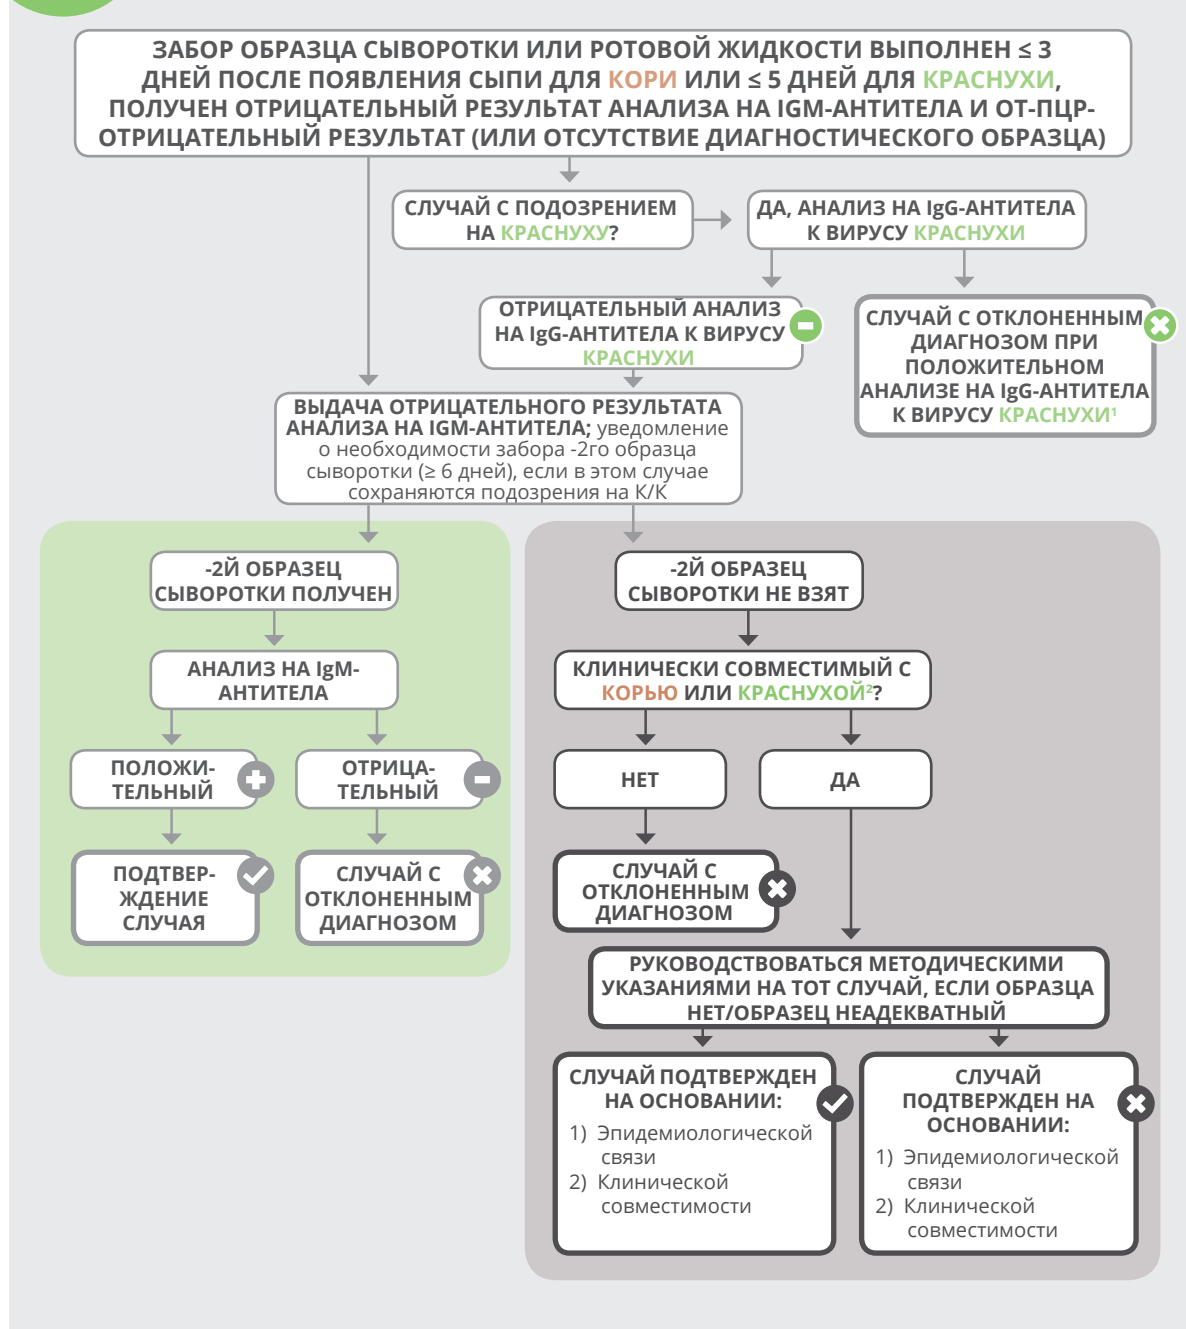 ЗАБОР ОБРАЗЦА СЫВОРОТКИ ИЛИ РОТОВОЙ ЖИДКОСТИ ВЫПОЛНЕН ≤ 3
ДНЕЙ ПОСЛЕ ПОЯВЛЕНИЯ СЫПИ ДЛЯ КОРИ ИЛИ ≤ 5 ДНЕЙ ДЛЯ КРАСНУХИ,
ПОЛУЧЕН ОТРИЦАТЕЛЬНЫЙ РЕЗУЛЬТАТ АНАЛИЗА НА IGM-АНТИТЕЛА И ОТ-ПЦР-
ОТРИЦАТЕЛЬНЫЙ РЕЗУЛЬТАТ (ИЛИ ОТСУТСТВИЕ ДИАГНОСТИЧЕСКОГО ОБРАЗЦА)
СЛУЧАЙ С ПОДОЗРЕНИЕМ
НА КРАСНУХУ?
ДА, АНАЛИЗ НА IgG-АНТИТЕЛА
К ВИРУСУ КРАСНУХИ
ОТРИЦАТЕЛЬНЫЙ АНАЛИЗ
НА IgG-АНТИТЕЛА К ВИРУСУ
КРАСНУХИ
СЛУЧАЙ С ОТКЛОНЕННЫМ
ДИАГНОЗОМ ПРИ
ПОЛОЖИТЕЛЬНОМ
АНАЛИЗЕ НА IgG-АНТИТЕЛА
К ВИРУСУ КРАСНУХИ¹
ВЫДАЧА ОТРИЦАТЕЛЬНОГО РЕЗУЛЬТАТА
АНАЛИЗА НА IGM-АНТИТЕЛА; уведомление
о необходимости забора -2го образца
сыворотки (≥ 6 дней), если в этом случае
сохраняются подозрения на К/К
-2Й ОБРАЗЕЦ
СЫВОРОТКИ ПОЛУЧЕН
АНАЛИЗ НА IgM-
АНТИТЕЛА
ПОЛОЖИ-
ТЕЛЬНЫЙ
ОТРИЦА-
ТЕЛЬНЫЙ
ПОДТВЕР-
ЖДЕНИЕ
СЛУЧАЯ
СЛУЧАЙ С
ОТКЛОНЕННЫМ
ДИАГНОЗОМ
-2Й ОБРАЗЕЦ
СЫВОРОТКИ НЕ ВЗЯТ
КЛИНИЧЕСКИ СОВМЕСТИМЫЙ С
КОРЬЮ ИЛИ КРАСНУХОЙ²?
НЕТ
ДА
СЛУЧАЙ С
ОТКЛОНЕННЫМ
ДИАГНОЗОМ
РУКОВОДСТВОВАТЬСЯ МЕТОДИЧЕСКИМИ
УКАЗАНИЯМИ НА ТОТ СЛУЧАЙ, ЕСЛИ ОБРАЗЦА
НЕТ/ОБРАЗЕЦ НЕАДЕКВАТНЫЙ
СЛУЧАЙ ПОДТВЕРЖДЕН
НА ОСНОВАНИИ:
1) Эпидемиологической
связи
2) Клинической
совместимости
СЛУЧАЙ
ПОДТВЕРЖДЕН НА
ОСНОВАНИИ:
1) Эпидемиологической
связи
2) Клинической
совместимости